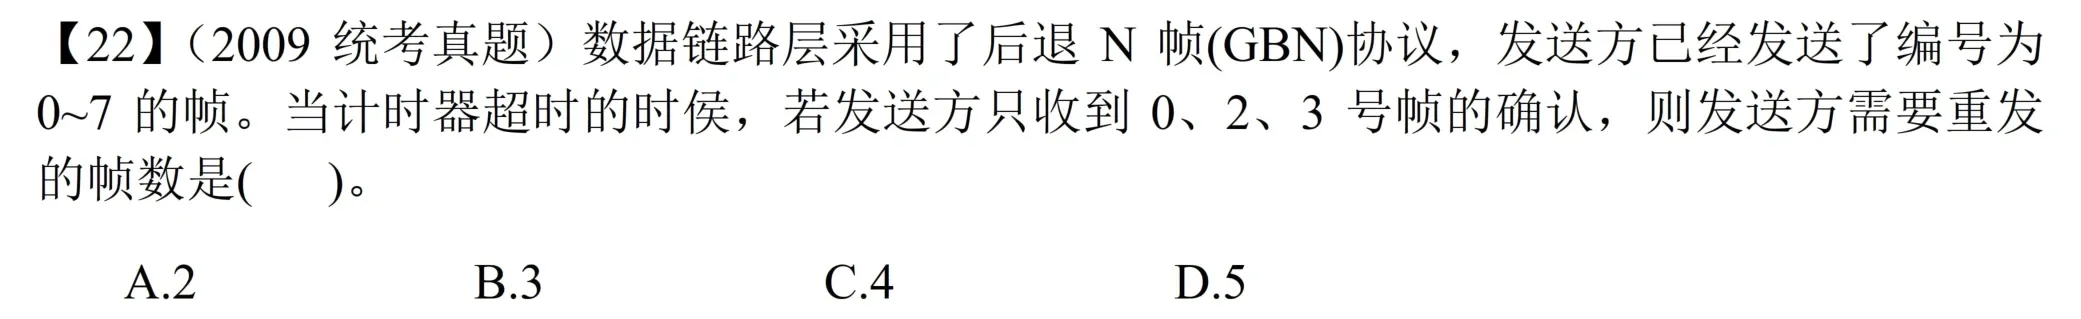 【22】（2009 统考真题）数据链路层采用了后退 N 帧(GBN)协议，发送方已经发送了编号为
0~7 的帧。当计时器超时的时侯，若发送方只收到 0、2、3 号帧的确认，则发送方需要重发
的帧数是(    )。
A.2    B.3    C.4    D.5